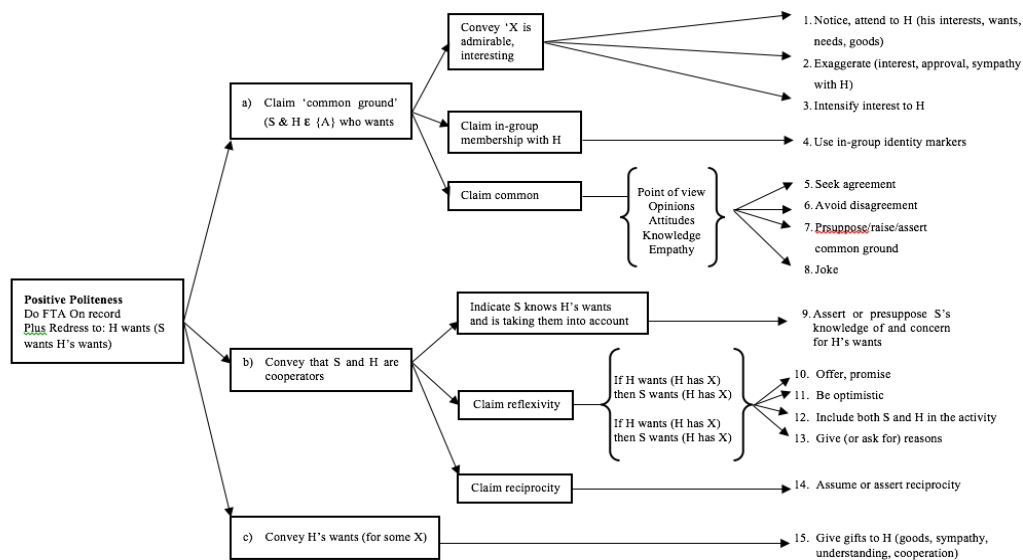 Convey 'X is
admirable,
interesting
1. Notice, attend to H (his interests, wants,
needs, goods)
2. Exaggerate (interest, approval, sympathy
with H)
3. Intensify interest to H
a) Claim 'common ground'
(S & H ε {A} who wants
Claim in-group
membership with H
4. Use in-group identity markers
Claim common
Point of view
Opinions
Attitudes
Knowledge
Empathy
5. Seek agreement
6. Avoid disagreement
7. Prsuppose/raise/assert
common ground
8. Joke
Positive Politeness
Do FTA On record
Plus Redress to: H wants (S
wants H's wants)
Indicate S knows H's wants
and is taking them into account
9. Assert or presuppose S's
knowledge of and concern
for H's wants
b) Convey that S and H are
cooperators
Claim reflexivity
If H wants (H has X)
then S wants (H has X)
If H wants (H has X)
then S wants (H has X)
10. Offer, promise
11. Be optimistic
12. Include both S and H in the activity
13. Give (or ask for) reasons
Claim reciprocity
14. Assume or assert reciprocity
c) Convey H's wants (for some X)
15. Give gifts to H (goods, sympathy,
understanding, cooperation)